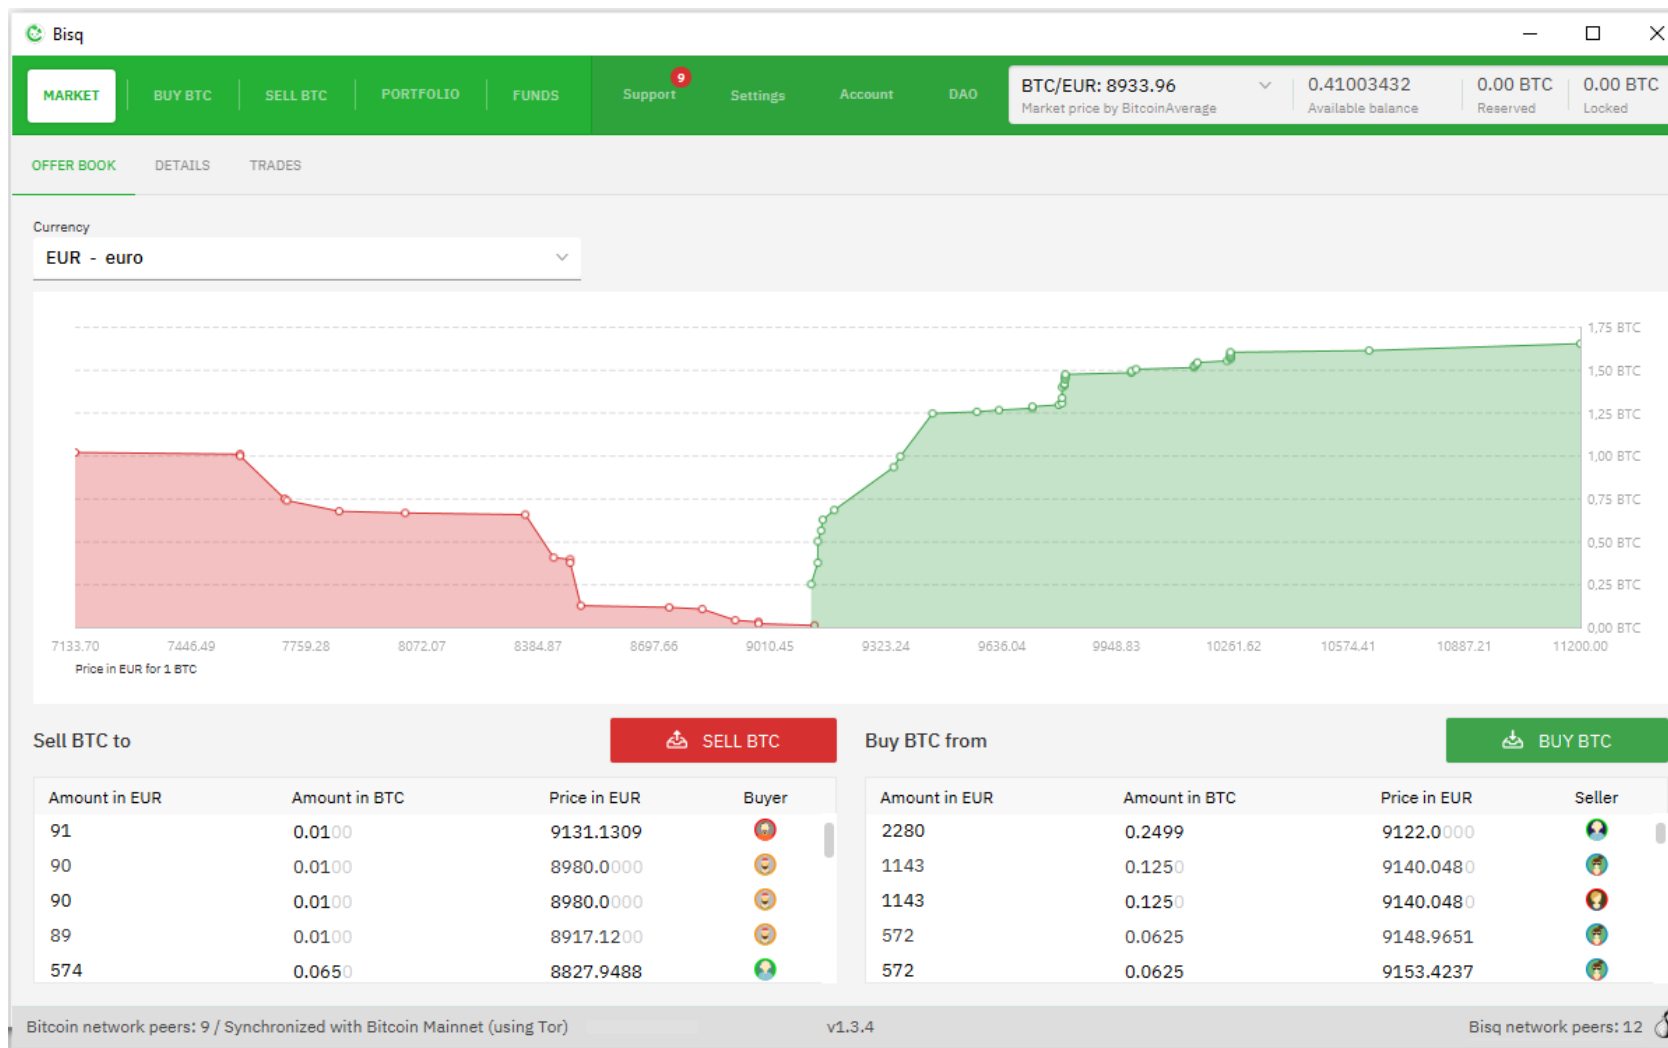 Bisq
MARKET BUY BTC SELL BTC PORTFOLIO FUNDS Support 9 Settings Account DAO BTC/EUR: 8933.96 0.41003432 0.00 BTC 0.00 BTC
Market price by BitcoinAverage Available balance Reserved Locked
OFFER BOOK DETAILS TRADES
Currency
EUR - euro
1,75 BTC
1,50 BTC
1,25 BTC
1,00 BTC
0,75 BTC
0,50 BTC
0,25 BTC
0,00 BTC
7133.70 7446.49 7759.28 8072.07 8384.87 8697.66 9010.45 9323.24 9636.04 9948.83 10261.62 10574.41 10887.21 11200.00
Price in EUR for 1 BTC
Sell BTC to SELL BTC Buy BTC from BUY BTC
Amount in EUR Amount in BTC Price in EUR Buyer Amount in EUR Amount in BTC Price in EUR Seller
91 0.0100 9131.1309 2280 0.2499 9122.0000
90 0.0100 8980.0000 1143 0.1250 9140.0480
90 0.0100 8980.0000 1143 0.1250 9140.0480
89 0.0100 8917.1200 572 0.0625 9148.9651
574 0.0650 8827.9488 572 0.0625 9153.4237
Bitcoin network peers: 9 / Synchronized with Bitcoin Mainnet (using Tor) v1.3.4 Bisq network peers: 12